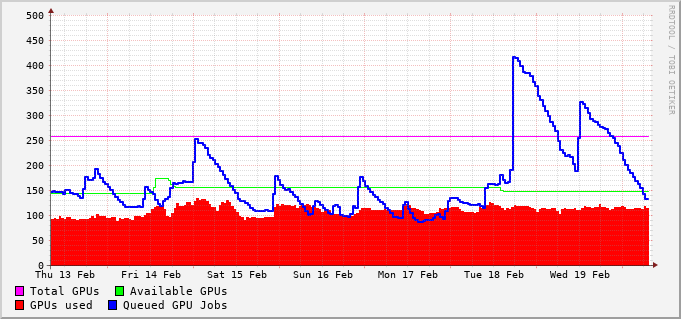 500
450
400
350
300
250
200
150
100
50
0
Thu 13 Feb Fri 14 Feb Sat 15 Feb Sun 16 Feb Mon 17 Feb Tue 18 Feb Wed 19 Feb
Total GPUs Available GPUs
GPUs used Queued GPU Jobs
RRDTOOL / TOBI OETIKER